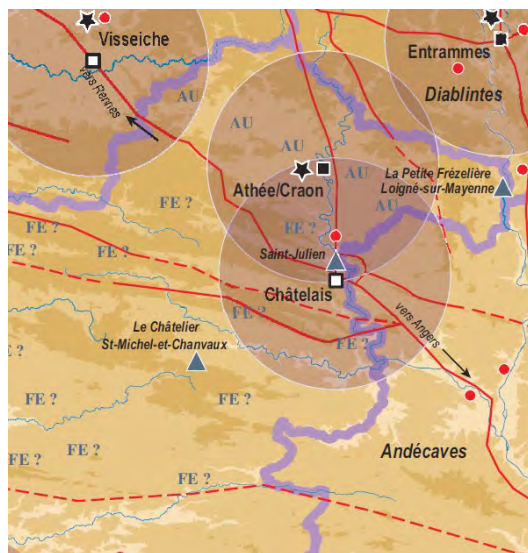 Visseiche
vers Rennes
AU
Entrammes
Diablintes
AU
AU
AU
La Petite Frézelière
Loigné-sur-Mayenne
Athée/Craon
AU
FE ?
FE ?
FE ?
FE ?
Saint-Julien
FE ?
FE ?
Châtelais
FE ?
vers Angers
Le Châtelier
St-Michel-et-Chanvaux
FE ?
FE ?
FE ?
FE ?
FE ?
Andécaves
FE ?
FE ?
FE ?